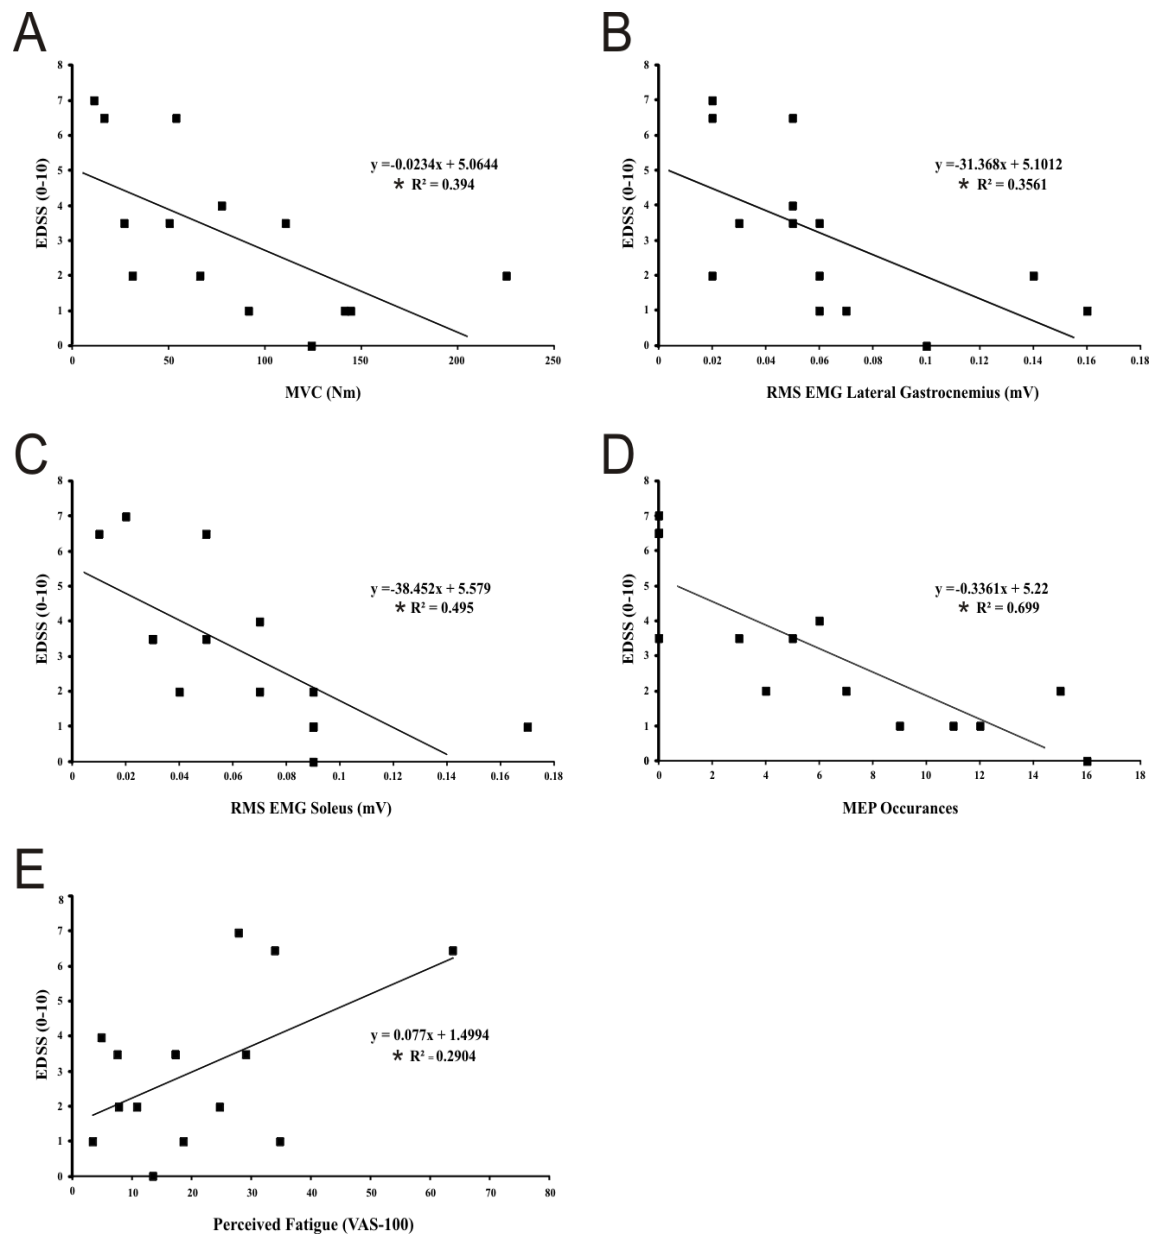 A
8
7
6
5
4
3
2
1
0
EDSS (0-10)
y =-0.0234x + 5.0644
* R² = 0.394
0 50 100 150 200 250
MVC (Nm)
B
8
7
6
5
4
3
2
1
0
EDSS (0-10)
y =-31.368x + 5.1012
* R² = 0.3561
0 0.02 0.04 0.06 0.08 0.1 0.12 0.14 0.16 0.18
RMS EMG Lateral Gastrocnemius (mV)
C
8
7
6
5
4
3
2
1
0
EDSS (0-10)
y =-38.452x + 5.579
* R² = 0.495
0 0.02 0.04 0.06 0.08 0.1 0.12 0.14 0.16 0.18
RMS EMG Soleus (mV)
D
8
7
6
5
4
3
2
1
0
EDSS (0-10)
y =-0.3361x + 5.22
* R² = 0.699
0 2 4 6 8 10 12 14 16 18
MEP Occurances
E
8
7
6
5
4
3
2
1
0
EDSS (0-10)
y = 0.077x + 1.4994
* R² = 0.2904
0 10 20 30 40 50 60 70 80
Perceived Fatigue (VAS-100)